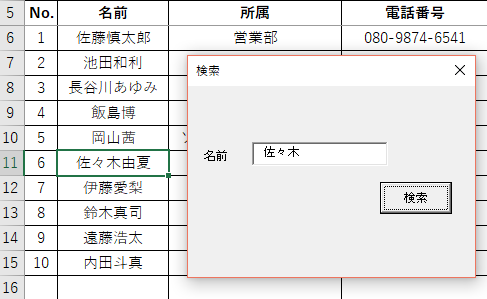 5 No. 名前 所属 電話番号
6 1 佐藤慎太郎 営業部 080-9874-6541
7 2 池田和利
8 3 長谷川あゆみ
9 4 飯島博
10 5 岡山茜
11 6 佐々木由夏
12 7 伊藤愛梨
13 8 鈴木真司
14 9 遠藤浩太
15 10 内田斗真
16
検索
名前 佐々木
検索